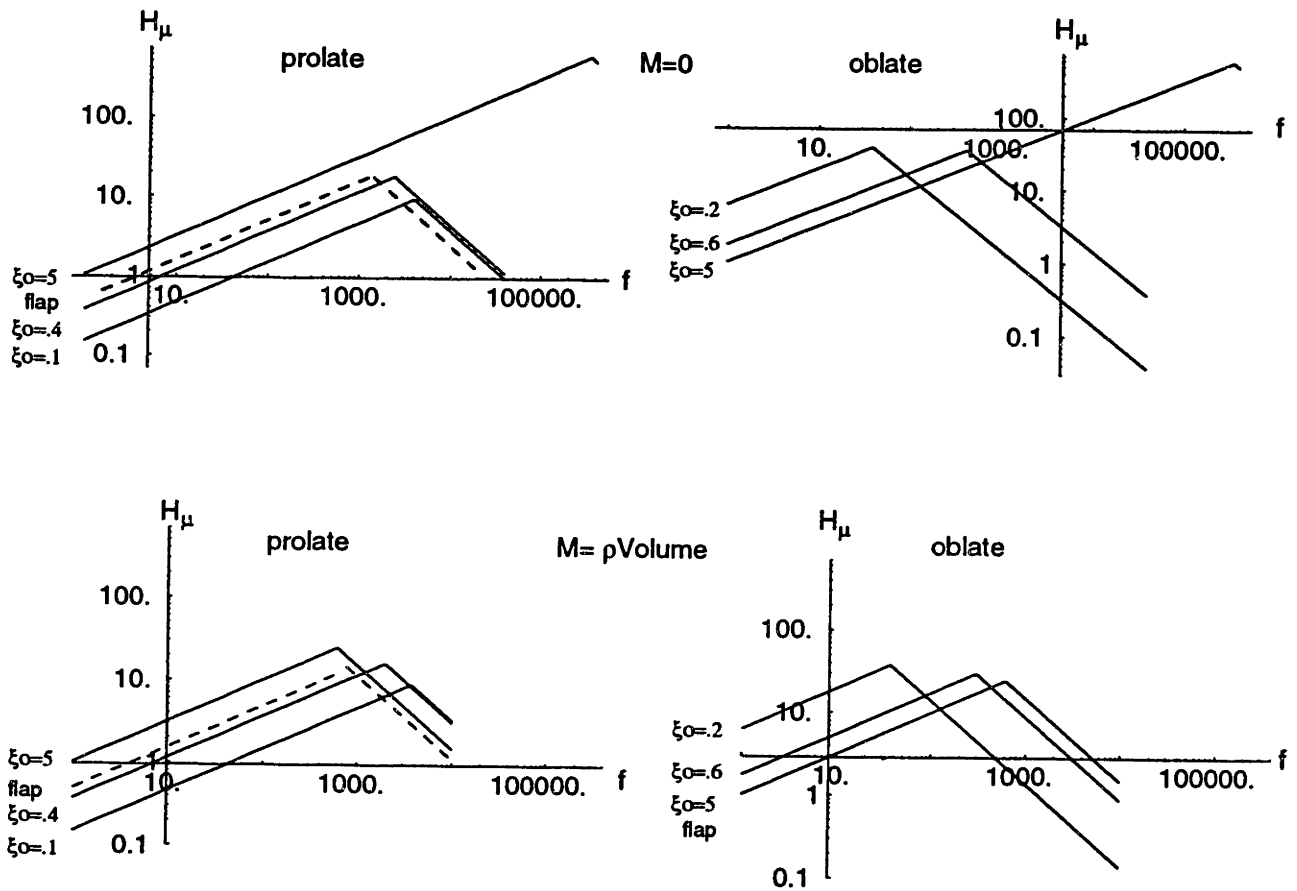 Hμ
prolate
M=0
oblate
Hμ
100.
10.
1
0.1
10.
1000.
100000.
f
ξo=5
flap
ξo=.4
ξo=.1
100.
10.
1
0.1
10.
1000.
100000.
f
ξo=.2
ξo=.6
ξo=5
Hμ
prolate
M= ρVolume
Hμ
oblate
100.
10.
1
0.1
10.
1000.
100000.
f
ξo=5
flap
ξo=.4
ξo=.1
100.
10.
1
0.1
10.
1000.
100000.
f
ξo=.2
ξo=.6
ξo=5
flap